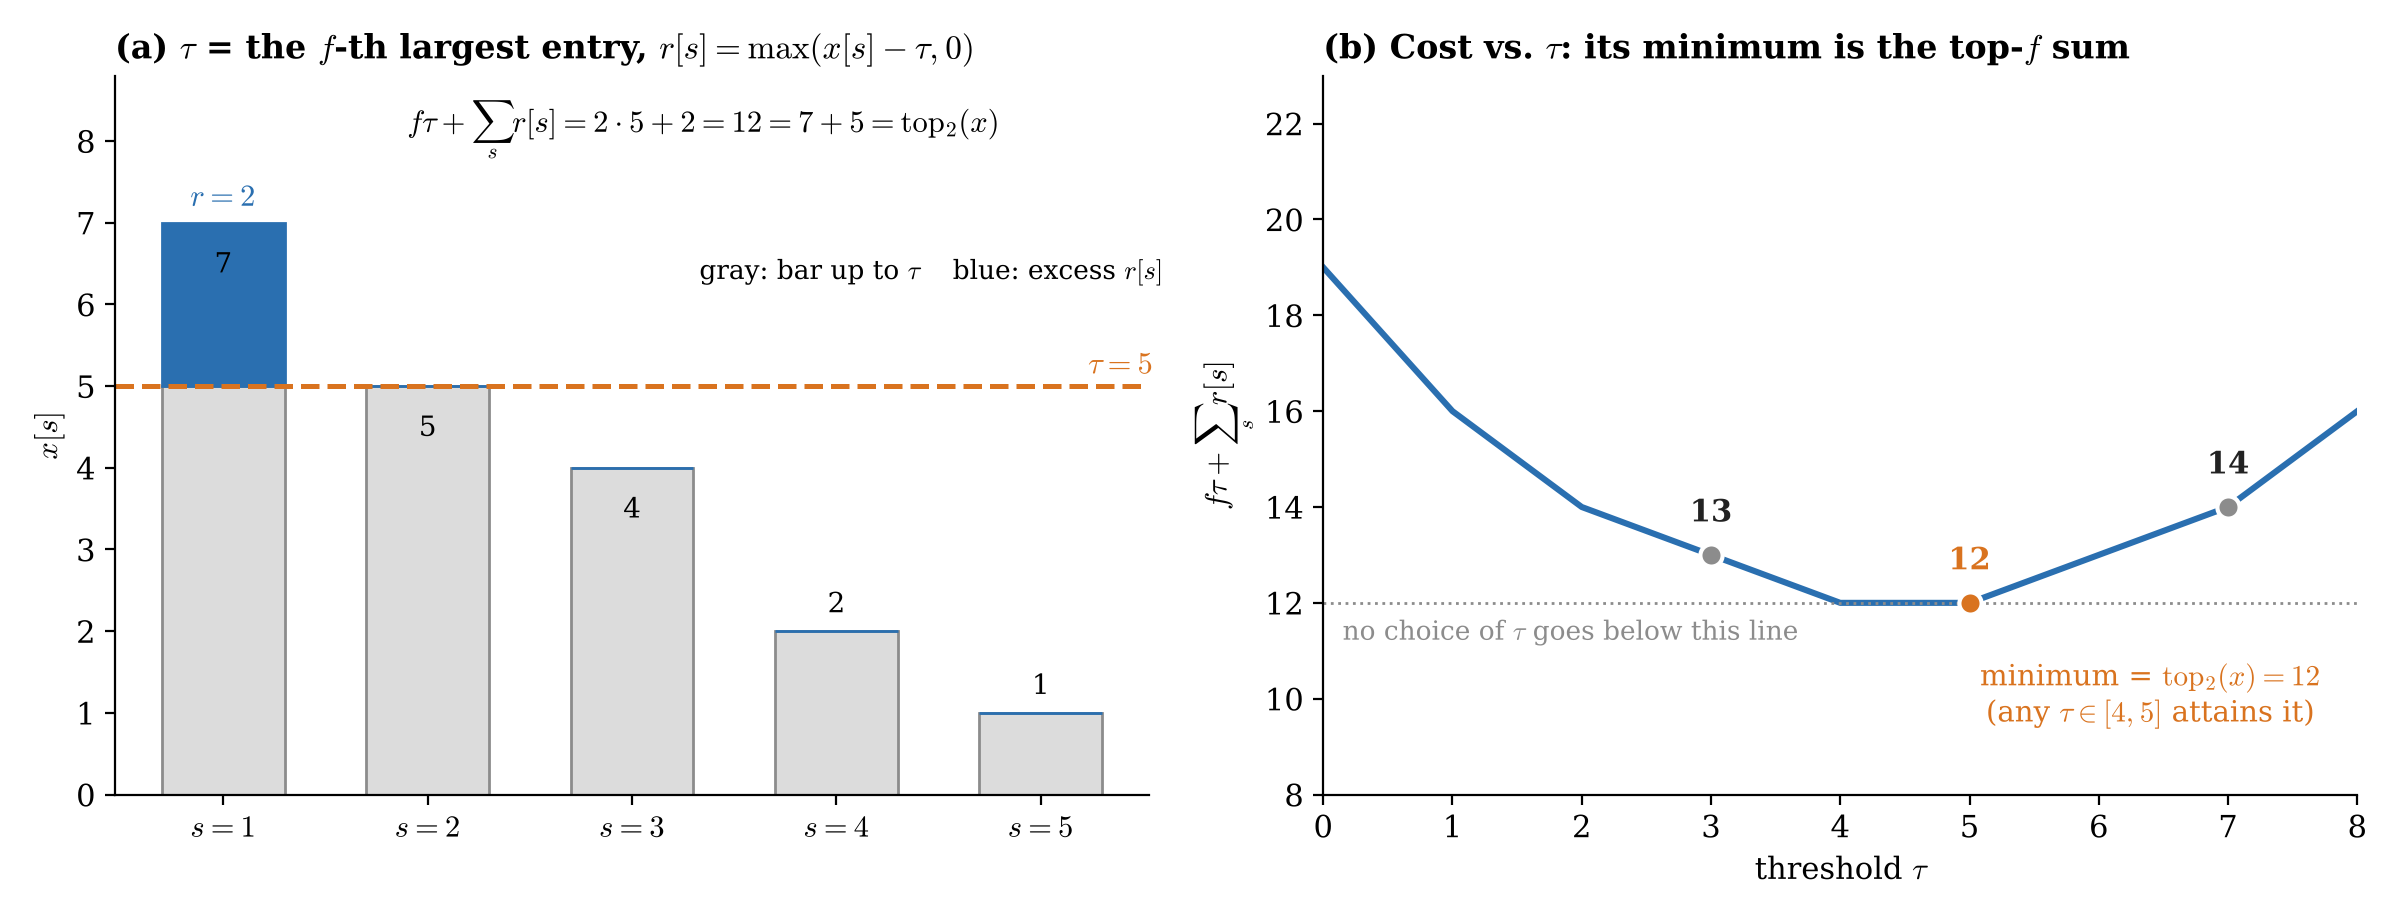 (a) τ = the f-th largest entry, r[s] = max(x[s] − τ, 0)
fτ + ∑_s r[s] = 2 · 5 + 2 = 12 = 7 + 5 = top₂(x)
8
7
6
5
4
3
2
1
0
x[s]
r = 2
7
gray: bar up to τ blue: excess r[s]
τ = 5
5
4
2
1
s = 1
s = 2
s = 3
s = 4
s = 5
(b) Cost vs. τ: its minimum is the top-f sum
22
20
18
16
14
12
10
8
fτ + ∑_s r[s]
13
12
14
no choice of τ goes below this line
minimum = top₂(x) = 12
(any τ ∈ [4, 5] attains it)
0 1 2 3 4 5 6 7 8
threshold τ